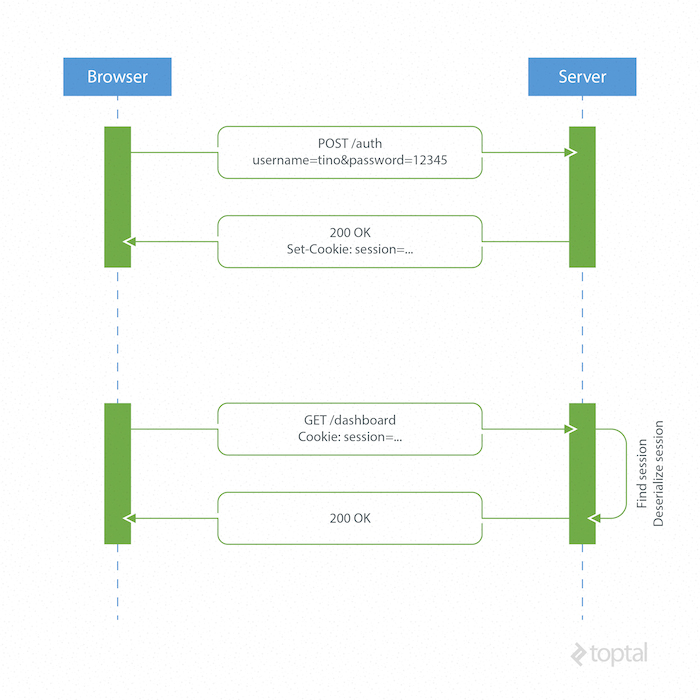 Browser
Server
POST /auth
username=tino&password=12345
200 OK
Set-Cookie: session=...
GET /dashboard
Cookie: session=...
Find session
Deserialize session
200 OK
toptal